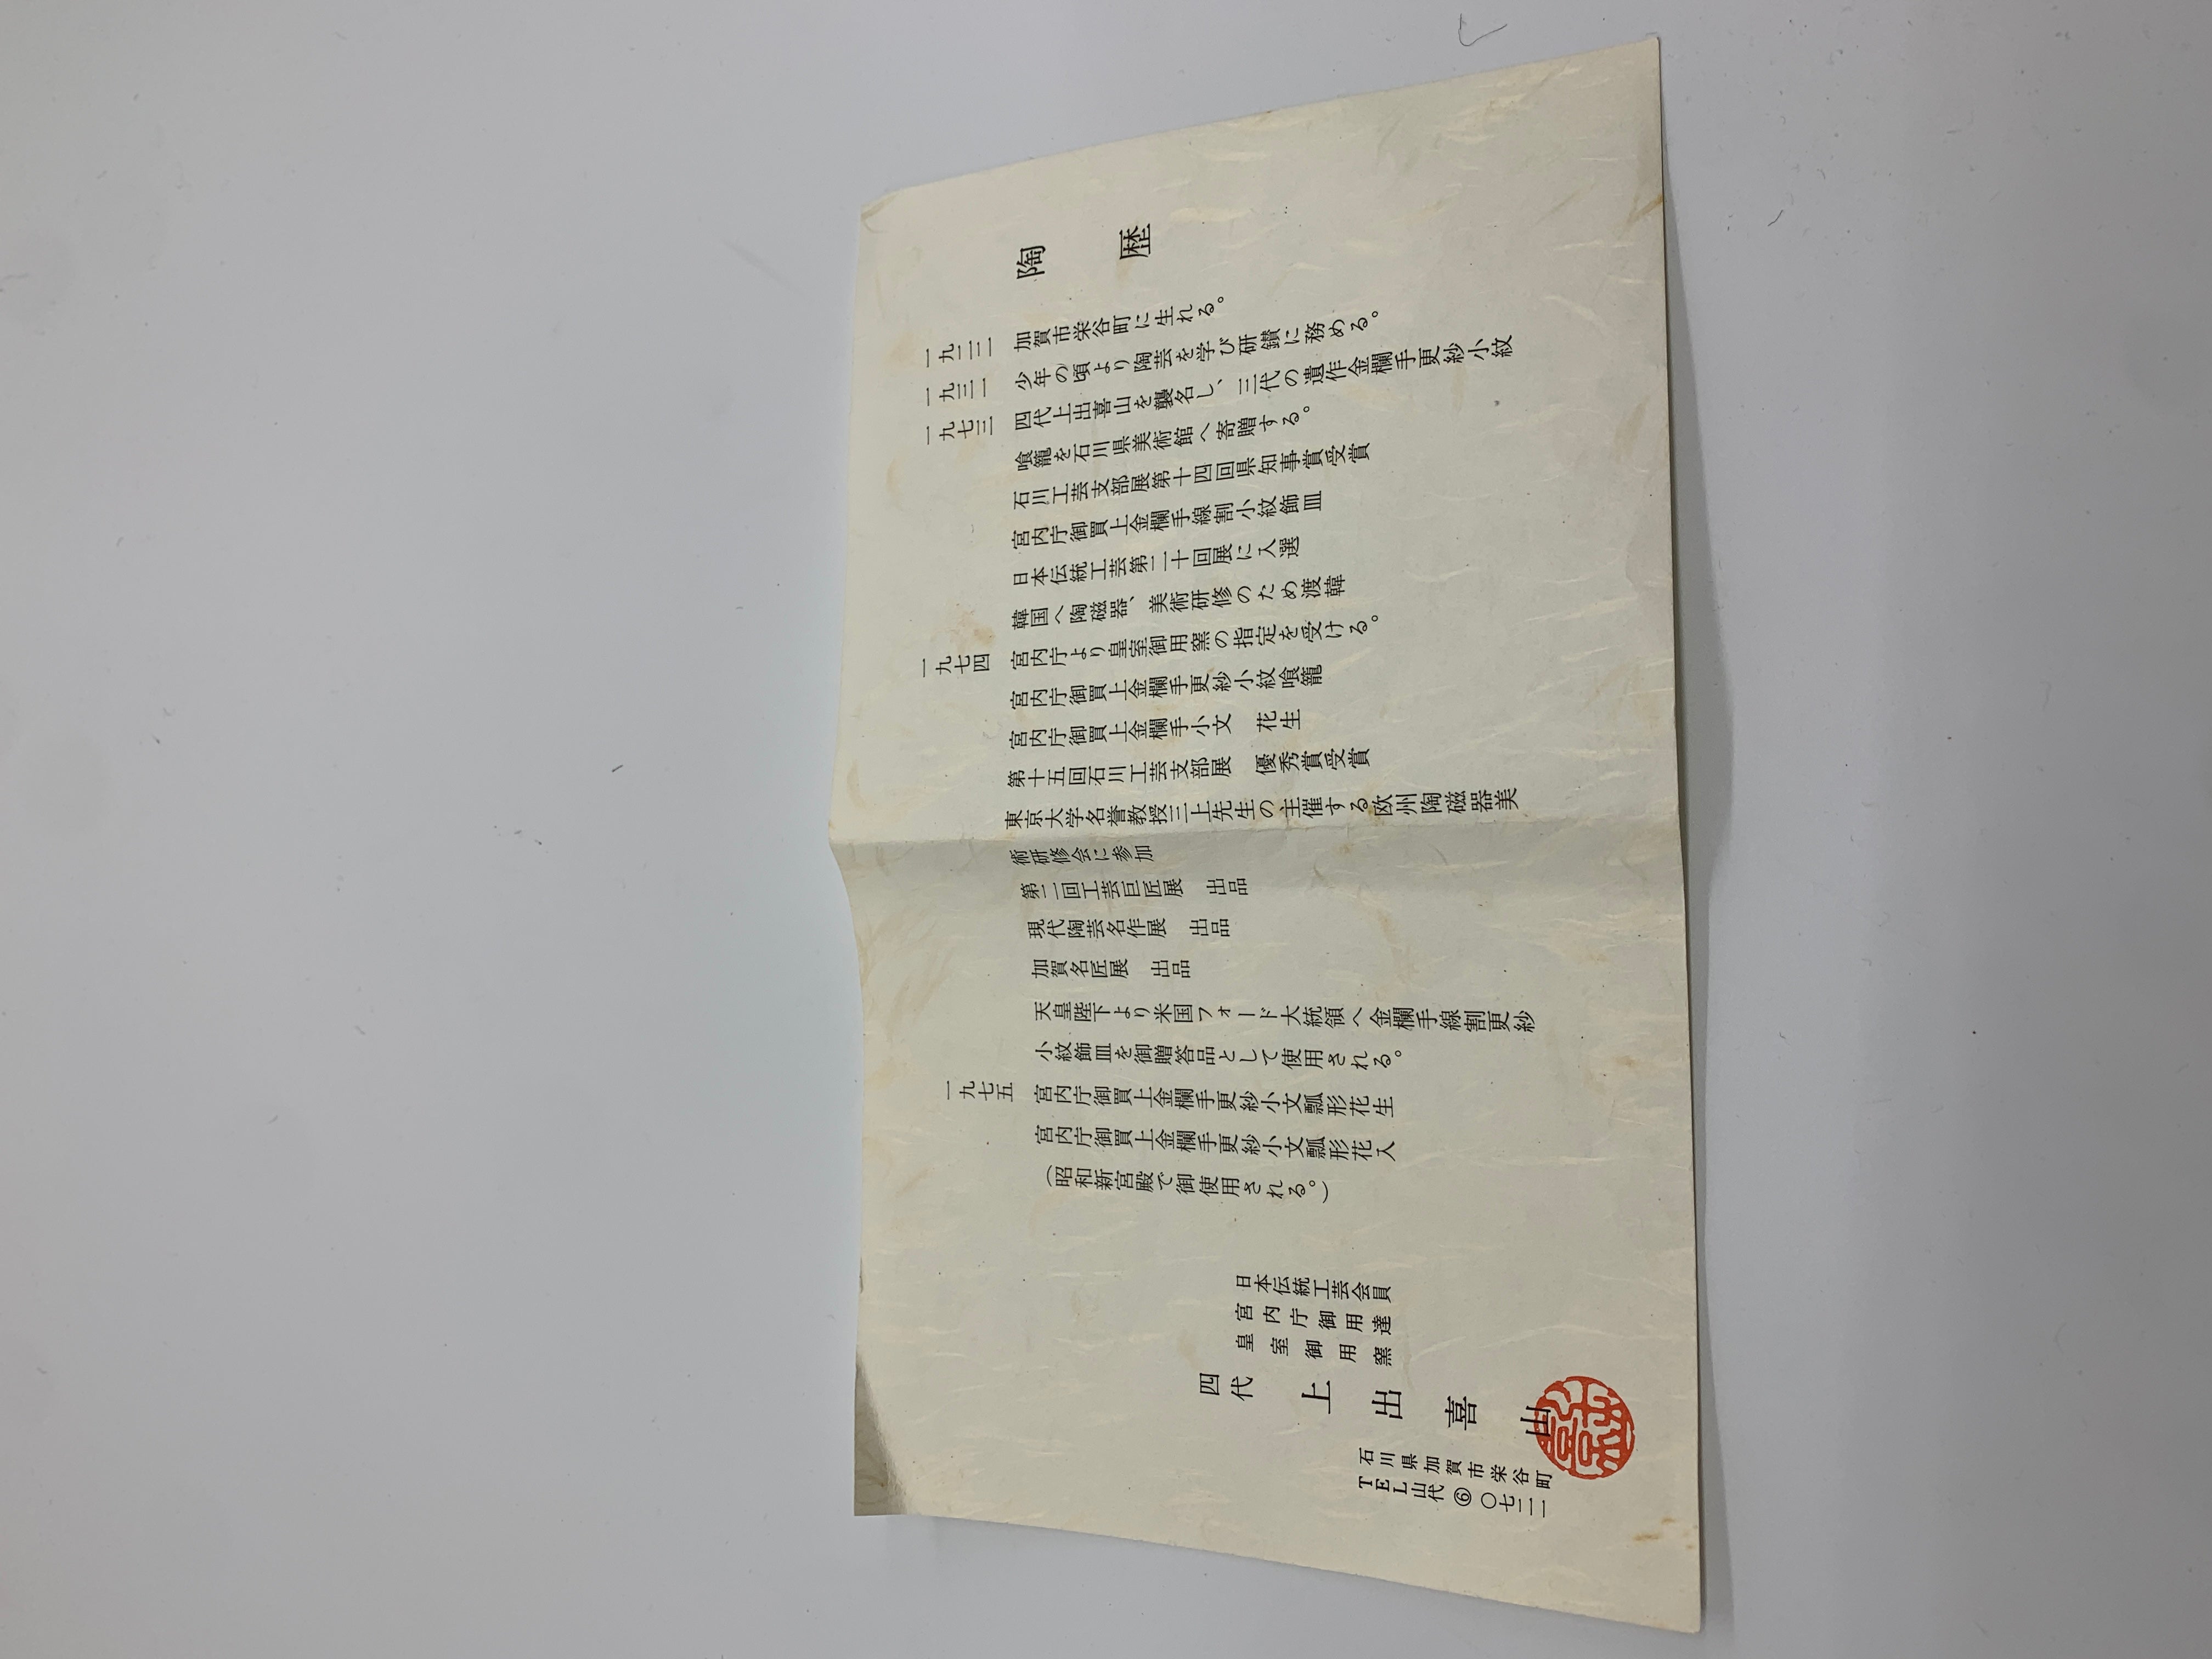 陶歴
加賀市栄谷町に生れる。
一九三一
少年の頃より陶芸を学び研鑚に務める。
一九七三
四代上出喜山を襲名し、三代の遺作金欄手更紗小紋
喰籠を石川県美術館へ寄贈する。
石川工芸支部展第十四回県知事賞受賞
宮内庁御買上金欄手線割小紋飾皿
日本伝統工芸第二十回展に入選
韓国へ陶磁器、美術研修のため渡韓
一九七四
宮内庁より皇室御用窯の指定を受ける。
宮内庁御買上金欄手更紗小紋喰籠
宮内庁御買上金欄手小文 花生
第十五回石川工芸支部展 優秀賞受賞
東京大学名誉教授三上先生の主催する欧州陶磁器美
術研修会に参加
第二回工芸巨匠展 出品
現代陶芸名作展 出品
加賀名匠展 出品
天皇陛下より米国フォード大統領へ金欄手線割更紗
小紋飾皿を御贈答品として使用される。
一九七五
宮内庁御買上金欄手更紗小文瓢形花生
宮内庁御買上金欄手更紗小文瓢形花入
(昭和新宮殿で御使用される。)
日本伝統工芸会員
宮内庁御用達
皇室御用窯
四代
上出喜山
石川県加賀市栄谷町
TEL山代⑥〇七二二